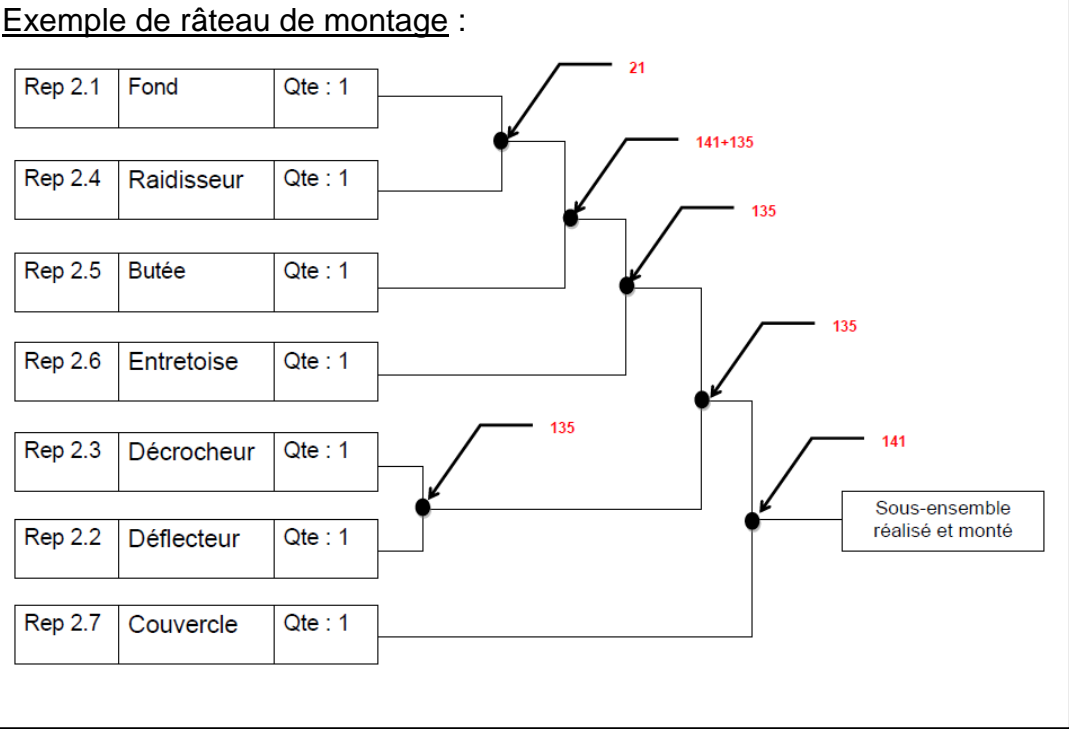 Exemple de râteau de montage :
21
Rep 2.1 Fond Qte : 1
141+135
Rep 2.4 Raidisseur Qte : 1
135
Rep 2.5 Butée Qte : 1
135
Rep 2.6 Entretoise Qte : 1
135
141
Rep 2.3 Décrocheur Qte : 1
Sous-ensemble
réalisé et monté
Rep 2.2 Déflecteur Qte : 1
Rep 2.7 Couvercle Qte : 1